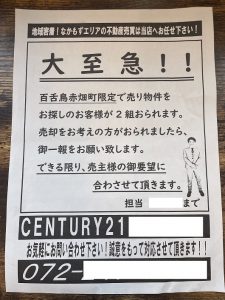 地域密着！なかもずエリアの不動産売買は当店へお任せ下さい！
大至急！！
百舌鳥赤畑町限定で売り物件を
お探しのお客様が２組おられます。
売却をお考えの方がおられましたら、
御一報をお願い致します。
できる限り、売主様の御要望に
合わせて頂きます。
担当 まで
CENTURY21
お気軽にお問い合わせ下さい！誠意をもって対応させて頂きます！！
072-